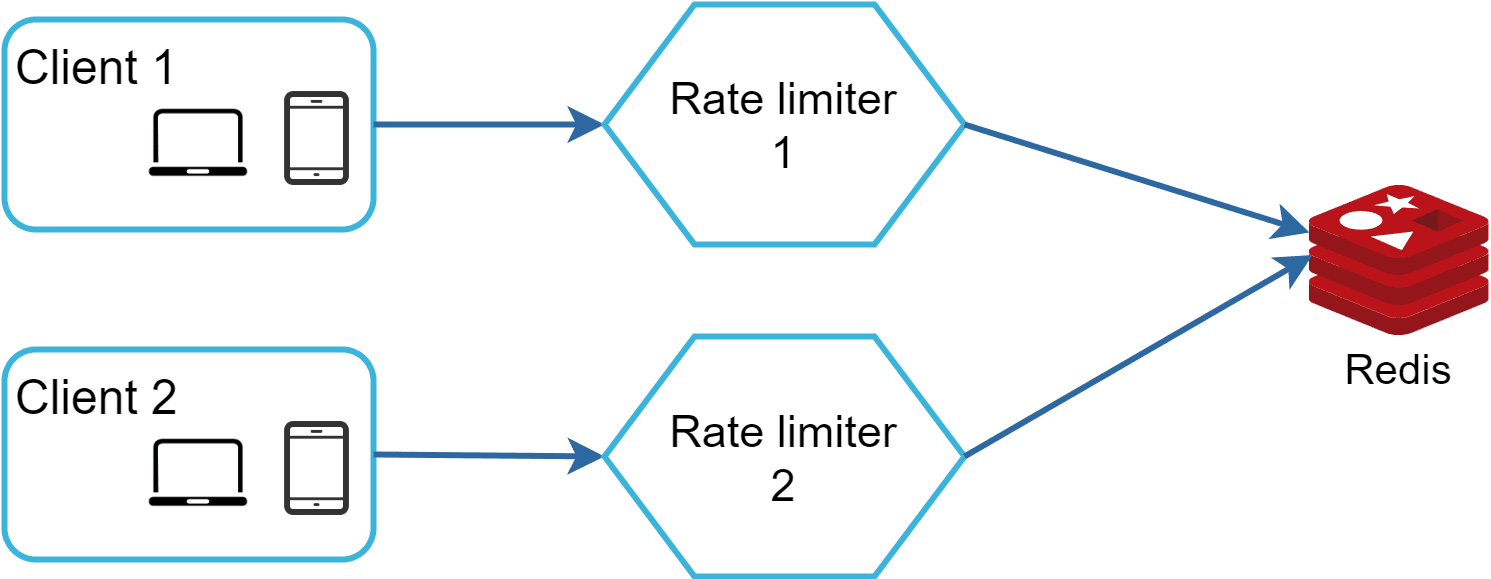 Client 1
Rate limiter
1
Client 2
Rate limiter
2
Redis